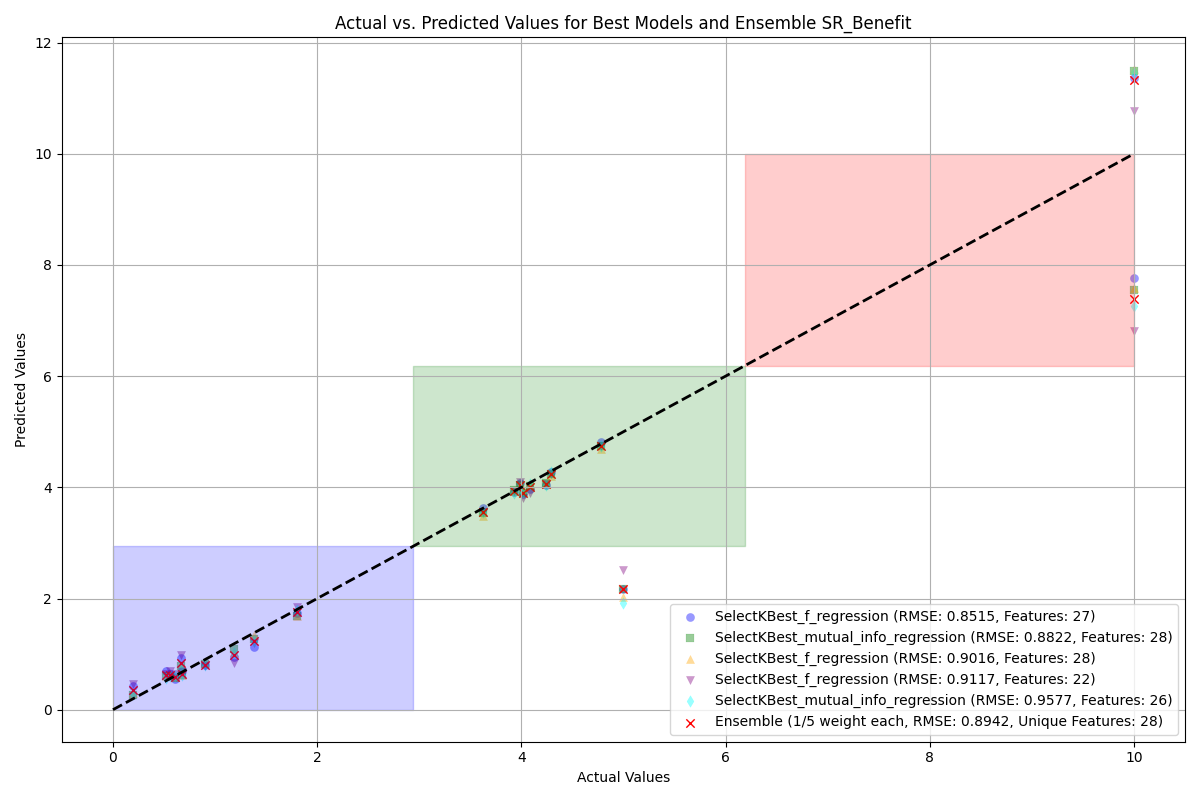 Actual vs. Predicted Values for Best Models and Ensemble SR_Benefit
12
10
8
6
4
2
0
Predicted Values
SelectKBest_f_regression (RMSE: 0.8515, Features: 27)
SelectKBest_mutual_info_regression (RMSE: 0.8822, Features: 28)
SelectKBest_f_regression (RMSE: 0.9016, Features: 28)
SelectKBest_f_regression (RMSE: 0.9117, Features: 22)
SelectKBest_mutual_info_regression (RMSE: 0.9577, Features: 26)
Ensemble (1/5 weight each, RMSE: 0.8942, Unique Features: 28)
0 2 4 6 8 10
Actual Values